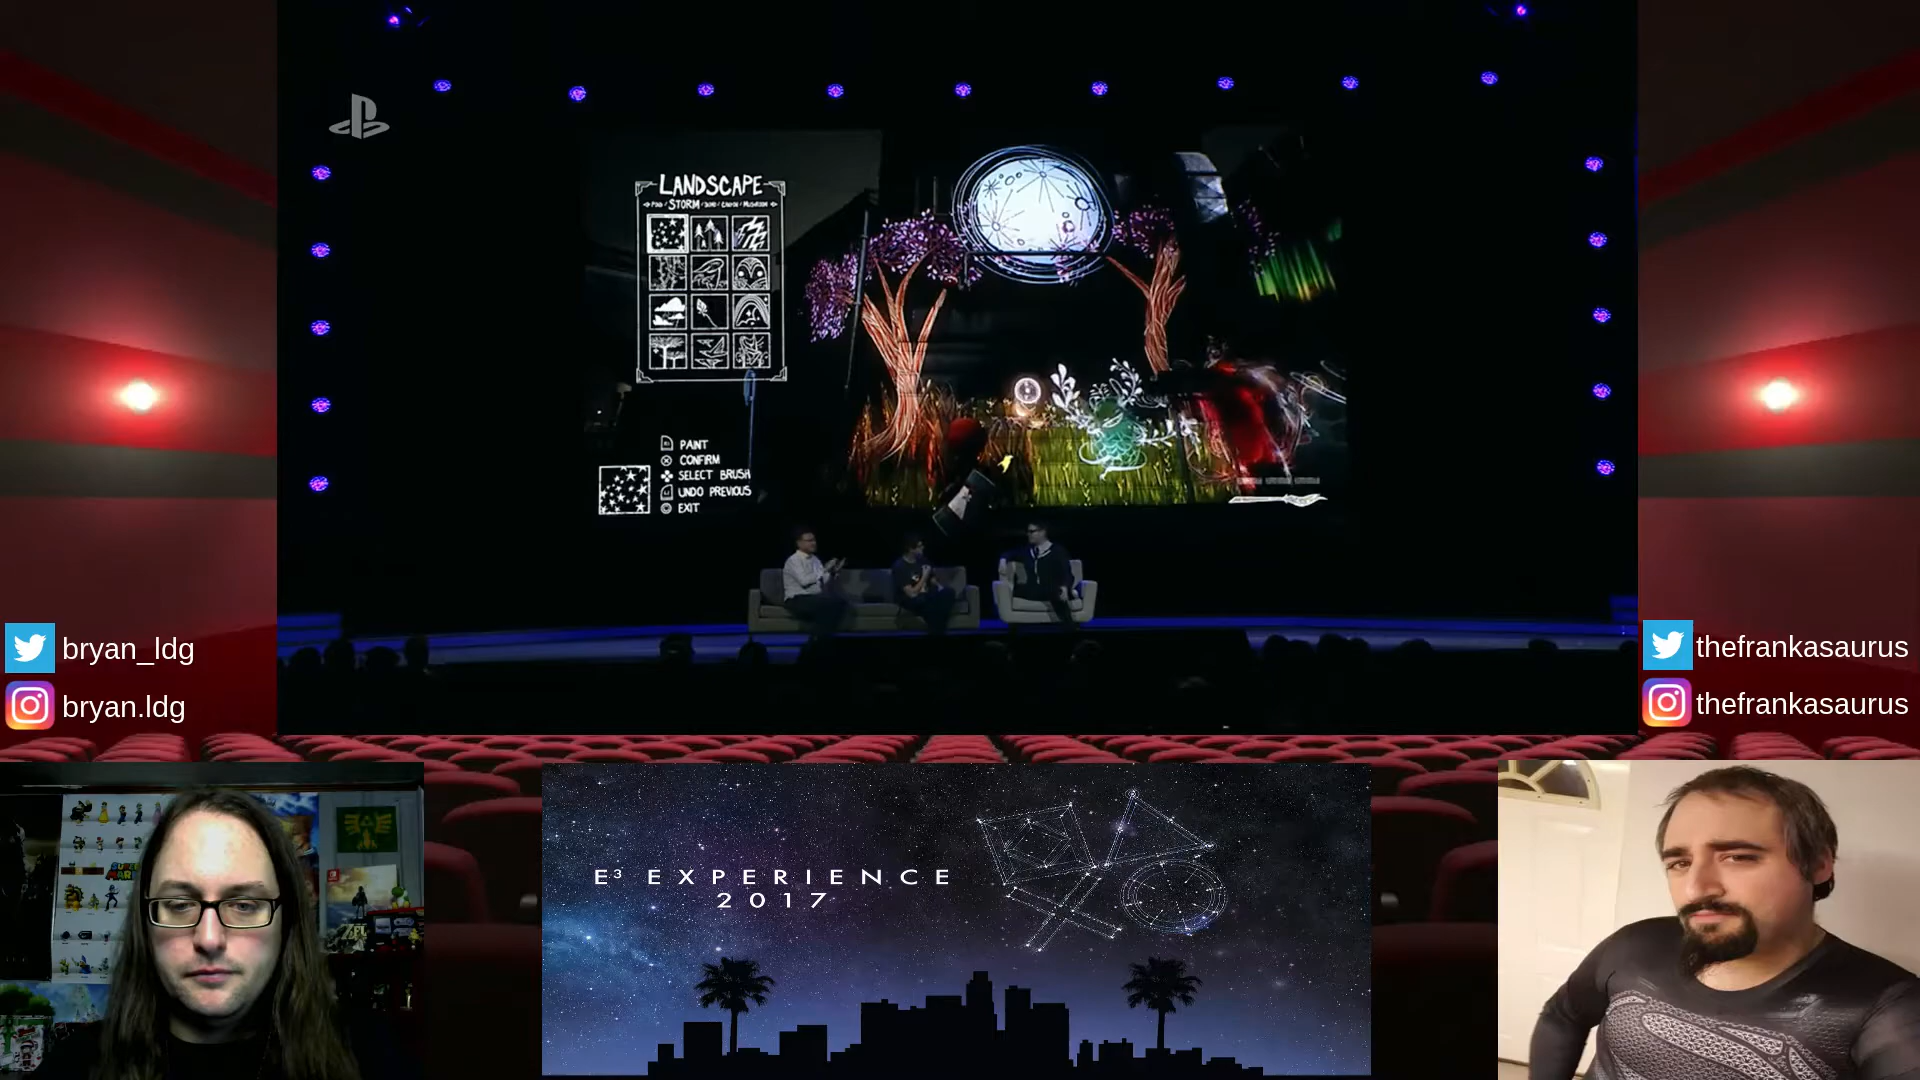 LANDSCAPE
STORM
PAINT
CONFIRM
SELECT BRUSH
UNDO PREVIOUS
EXIT
bryan_ldg
bryan.ldg
thefrankasaurus
thefrankasaurus
E³ EXPERIENCE
2017